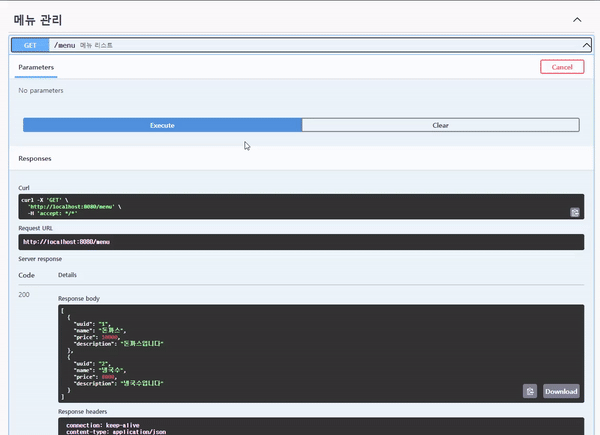 메뉴 관리
GET /menu 메뉴 리스트
Parameters
Cancel
No parameters
Execute
Clear
Responses
Curl
curl -X 'GET' \
'http://localhost:8080/menu' \
-H 'accept: */*'
Request URL
http://localhost:8080/menu
Server response
Code Details
200
Response body
[
{
"uuid": "1",
"name": "돈까스",
"price": 10000,
"description": "돈까스입니다"
},
{
"uuid": "2",
"name": "냉국수",
"price": 8000,
"description": "냉국수입니다"
}
]
Download
Response headers
connection: keep-alive
content-type: application/json